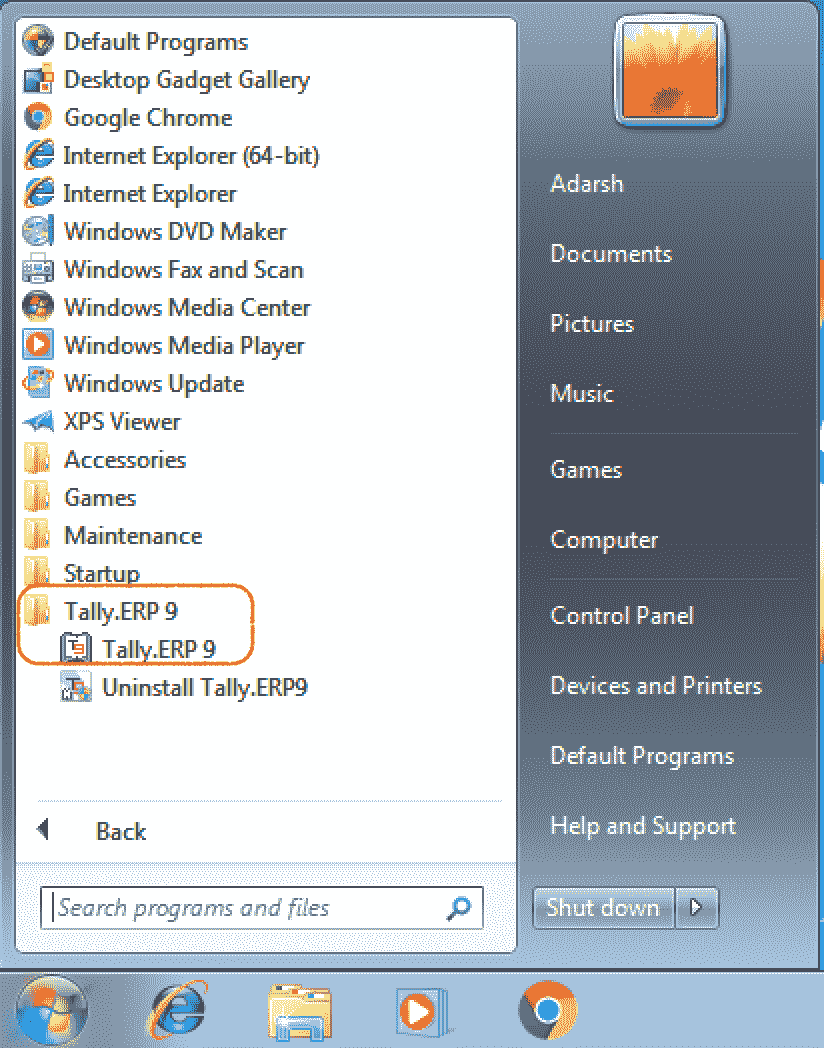 Default Programs
Desktop Gadget Gallery
Google Chrome
Internet Explorer (64-bit)
Internet Explorer
Windows DVD Maker
Windows Fax and Scan
Windows Media Center
Windows Media Player
Windows Update
XPS Viewer
Accessories
Games
Maintenance
Startup
Tally.ERP 9
Tally.ERP 9
Uninstall Tally.ERP9
Back
Search programs and files
Adarsh
Documents
Pictures
Music
Games
Computer
Control Panel
Devices and Printers
Default Programs
Help and Support
Shut down